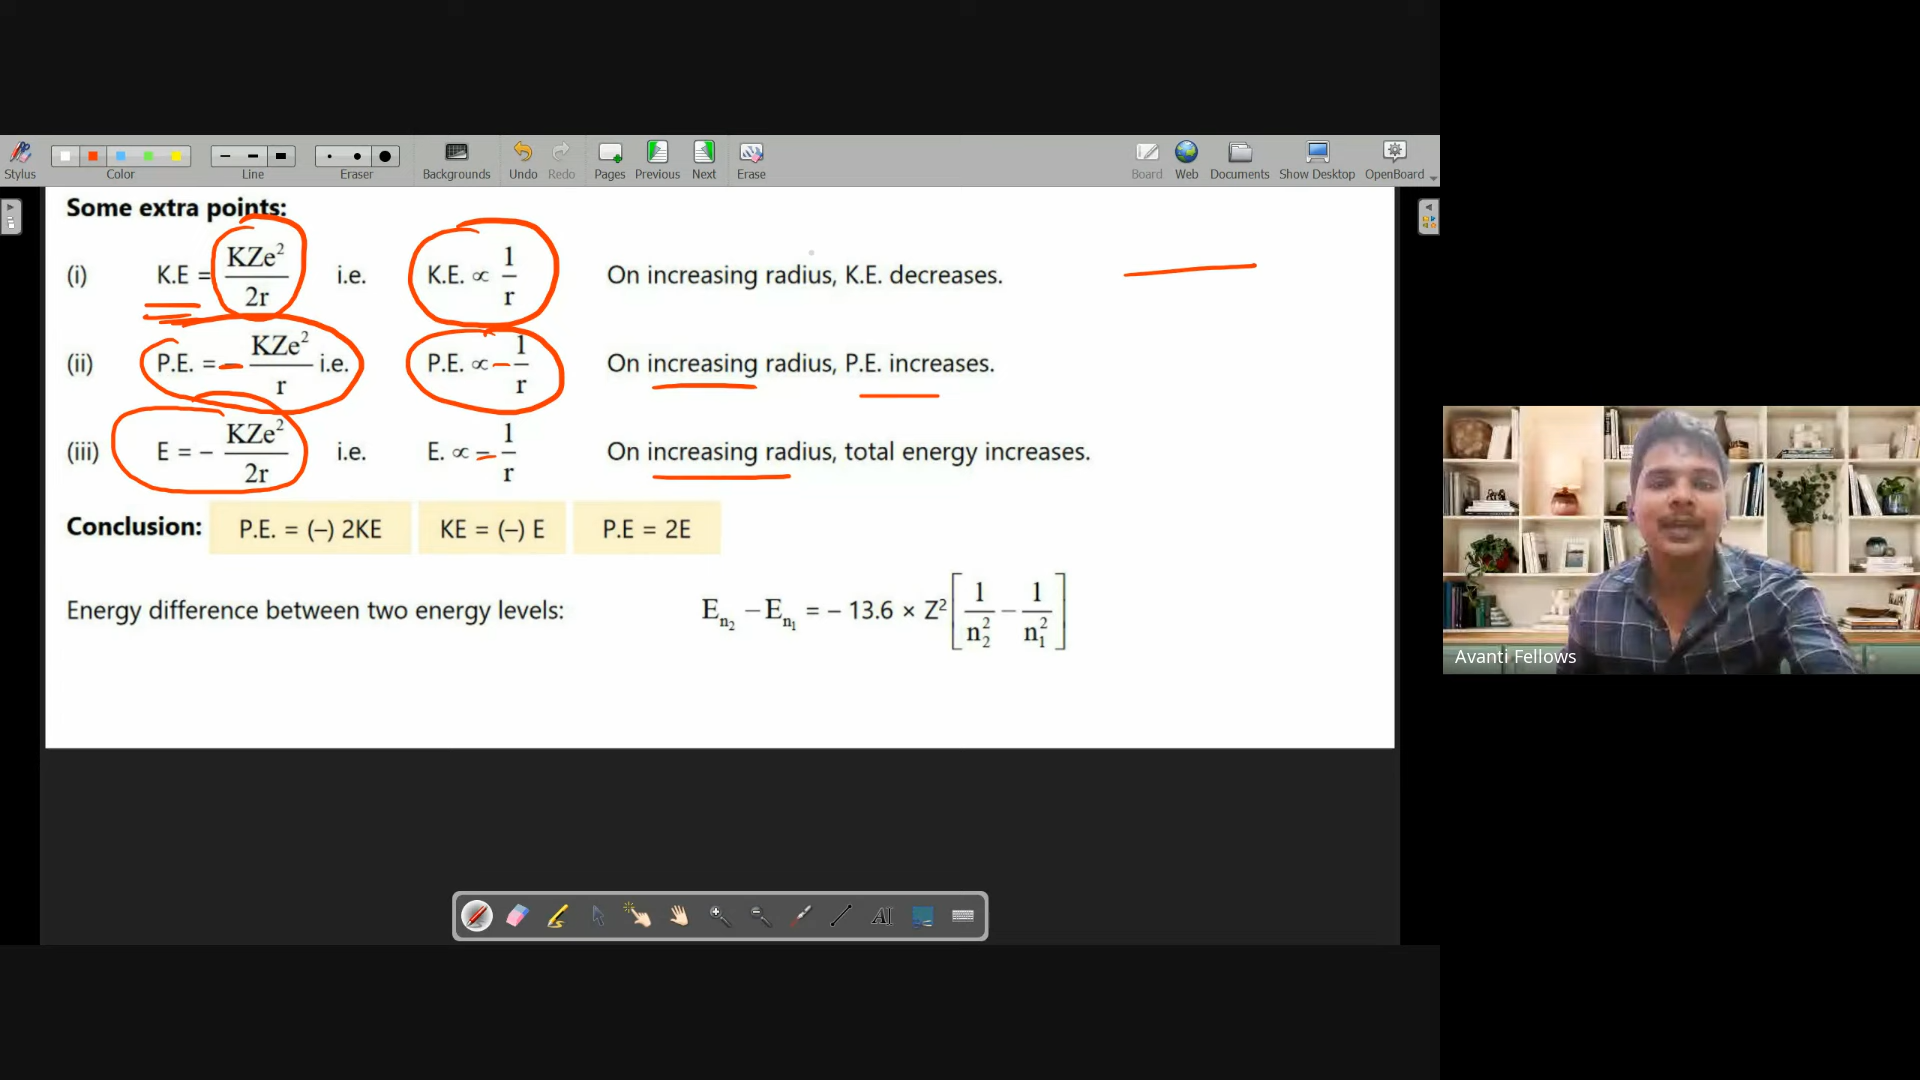 Stylus Color Line Eraser Backgrounds Undo Redo Pages Previous Next Erase Board Web Documents Show Desktop OpenBoard
Some extra points:
(i) K.E = KZe²/2r i.e. K.E. ∝ 1/r On increasing radius, K.E. decreases.
(ii) P.E. = – KZe²/r i.e. P.E. ∝ – 1/r On increasing radius, P.E. increases.
(iii) E = – KZe²/2r i.e. E. ∝ – 1/r On increasing radius, total energy increases.
Conclusion: P.E. = (–) 2KE KE = (–) E P.E = 2E
Energy difference between two energy levels: E_n₂ – E_n₁ = – 13.6 × Z² [1/n₂² – 1/n₁²]
Avanti Fellows
AI